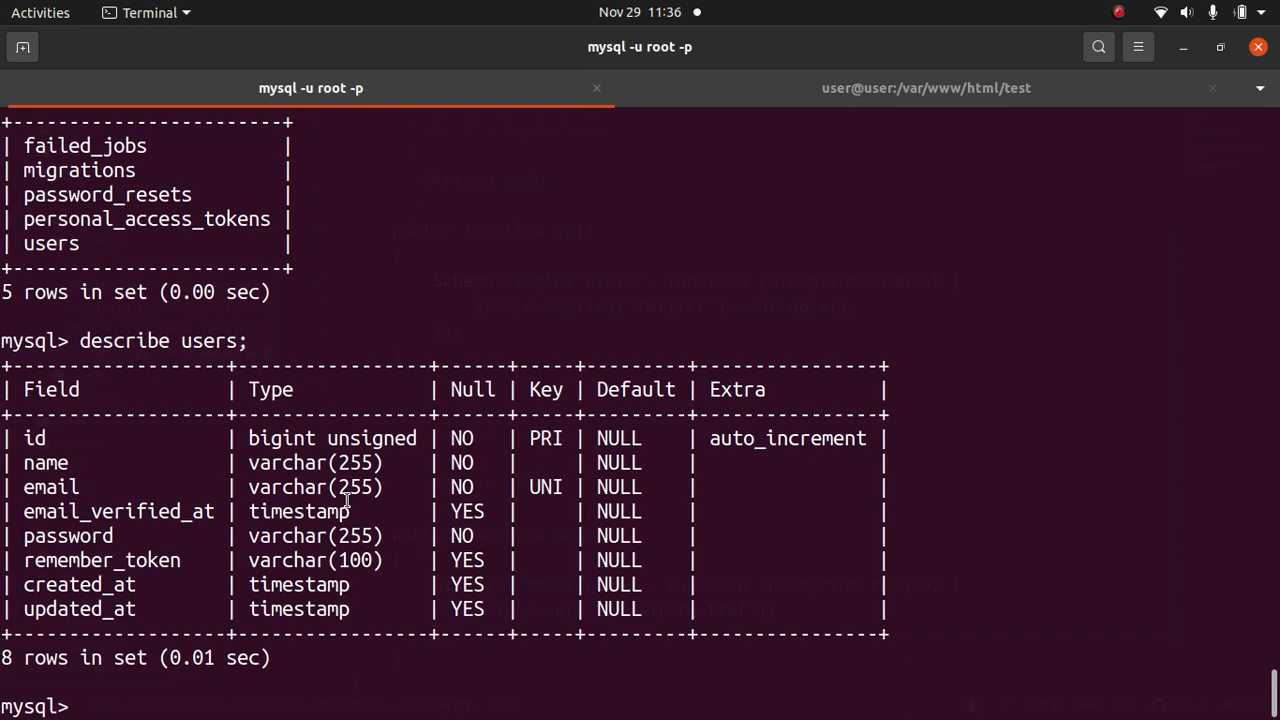 Activities Terminal Nov 29 11:36
mysql -u root -p
mysql -u root -p × user@user:/var/www/html/test ×
+------------------------+
| failed_jobs            |
| migrations             |
| password_resets        |
| personal_access_tokens |
| users                  |
+------------------------+
5 rows in set (0.00 sec)
mysql> describe users;
+-------------------+-----------------+------+-----+---------+----------------+
| Field             | Type            | Null | Key | Default | Extra          |
+-------------------+-----------------+------+-----+---------+----------------+
| id                | bigint unsigned | NO   | PRI | NULL    | auto_increment |
| name              | varchar(255)    | NO   |     | NULL    |                |
| email             | varchar(255)    | NO   | UNI | NULL    |                |
| email_verified_at | timestamp       | YES  |     | NULL    |                |
| password          | varchar(255)    | NO   |     | NULL    |                |
| remember_token    | varchar(100)    | YES  |     | NULL    |                |
| created_at        | timestamp       | YES  |     | NULL    |                |
| updated_at        | timestamp       | YES  |     | NULL    |                |
+-------------------+-----------------+------+-----+---------+----------------+
8 rows in set (0.01 sec)
mysql>